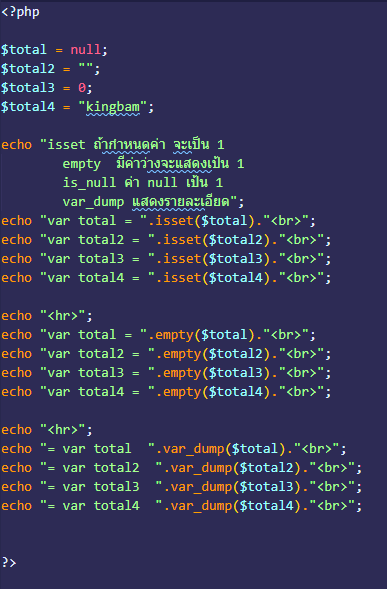 <?php
$total = null;
$total2 = "";
$total3 = 0;
$total4 = "kingbam";
echo "isset ถ้ากำหนดค่า จะเป็น 1
empty  มีค่าว่างจะแสดงเป็น 1
is_null ค่า null เป็น 1
var_dump แสดงรายละเอียด";
echo "var total = ".isset($total)."<br>";
echo "var total2 = ".isset($total2)."<br>";
echo "var total3 = ".isset($total3)."<br>";
echo "var total4 = ".isset($total4)."<br>";
echo "<hr>";
echo "var total = ".empty($total)."<br>";
echo "var total2 = ".empty($total2)."<br>";
echo "var total3 = ".empty($total3)."<br>";
echo "var total4 = ".empty($total4)."<br>";
echo "<hr>";
echo "= var total  ".var_dump($total)."<br>";
echo "= var total2  ".var_dump($total2)."<br>";
echo "= var total3  ".var_dump($total3)."<br>";
echo "= var total4  ".var_dump($total4)."<br>";
?>